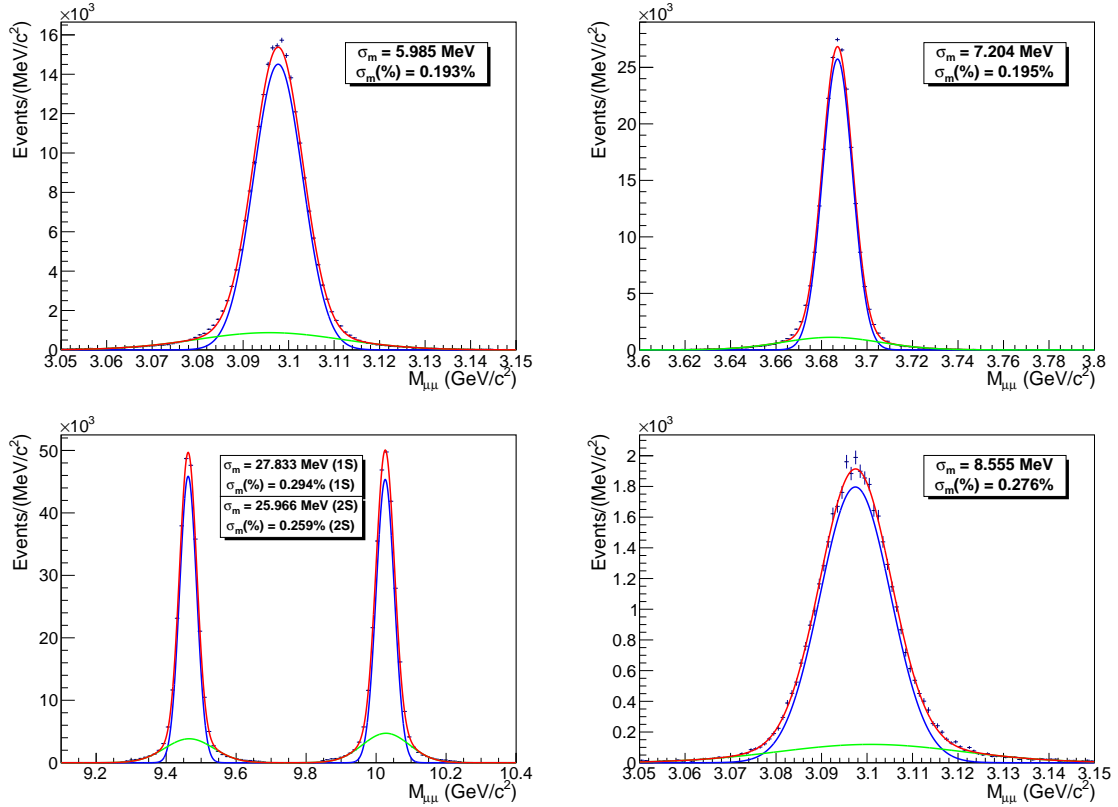 ×10³
Events/(MeV/c²)
16
14
12
10
8
6
4
2
0
σm = 5.985 MeV
σm(%) = 0.193%
3.05 3.06 3.07 3.08 3.09 3.1 3.11 3.12 3.13 3.14 3.15
Mμμ (GeV/c²)
×10³
Events/(MeV/c²)
25
20
15
10
5
0
σm = 7.204 MeV
σm(%) = 0.195%
3.6 3.62 3.64 3.66 3.68 3.7 3.72 3.74 3.76 3.78 3.8
Mμμ (GeV/c²)
×10³
Events/(MeV/c²)
50
40
30
20
10
0
σm = 27.833 MeV (1S)
σm(%) = 0.294% (1S)
σm = 25.966 MeV (2S)
σm(%) = 0.259% (2S)
9.2 9.4 9.6 9.8 10 10.2 10.4
Mμμ (GeV/c²)
×10³
Events/(MeV/c²)
2
1.8
1.6
1.4
1.2
1
0.8
0.6
0.4
0.2
0
σm = 8.555 MeV
σm(%) = 0.276%
3.05 3.06 3.07 3.08 3.09 3.1 3.11 3.12 3.13 3.14 3.15
Mμμ (GeV/c²)